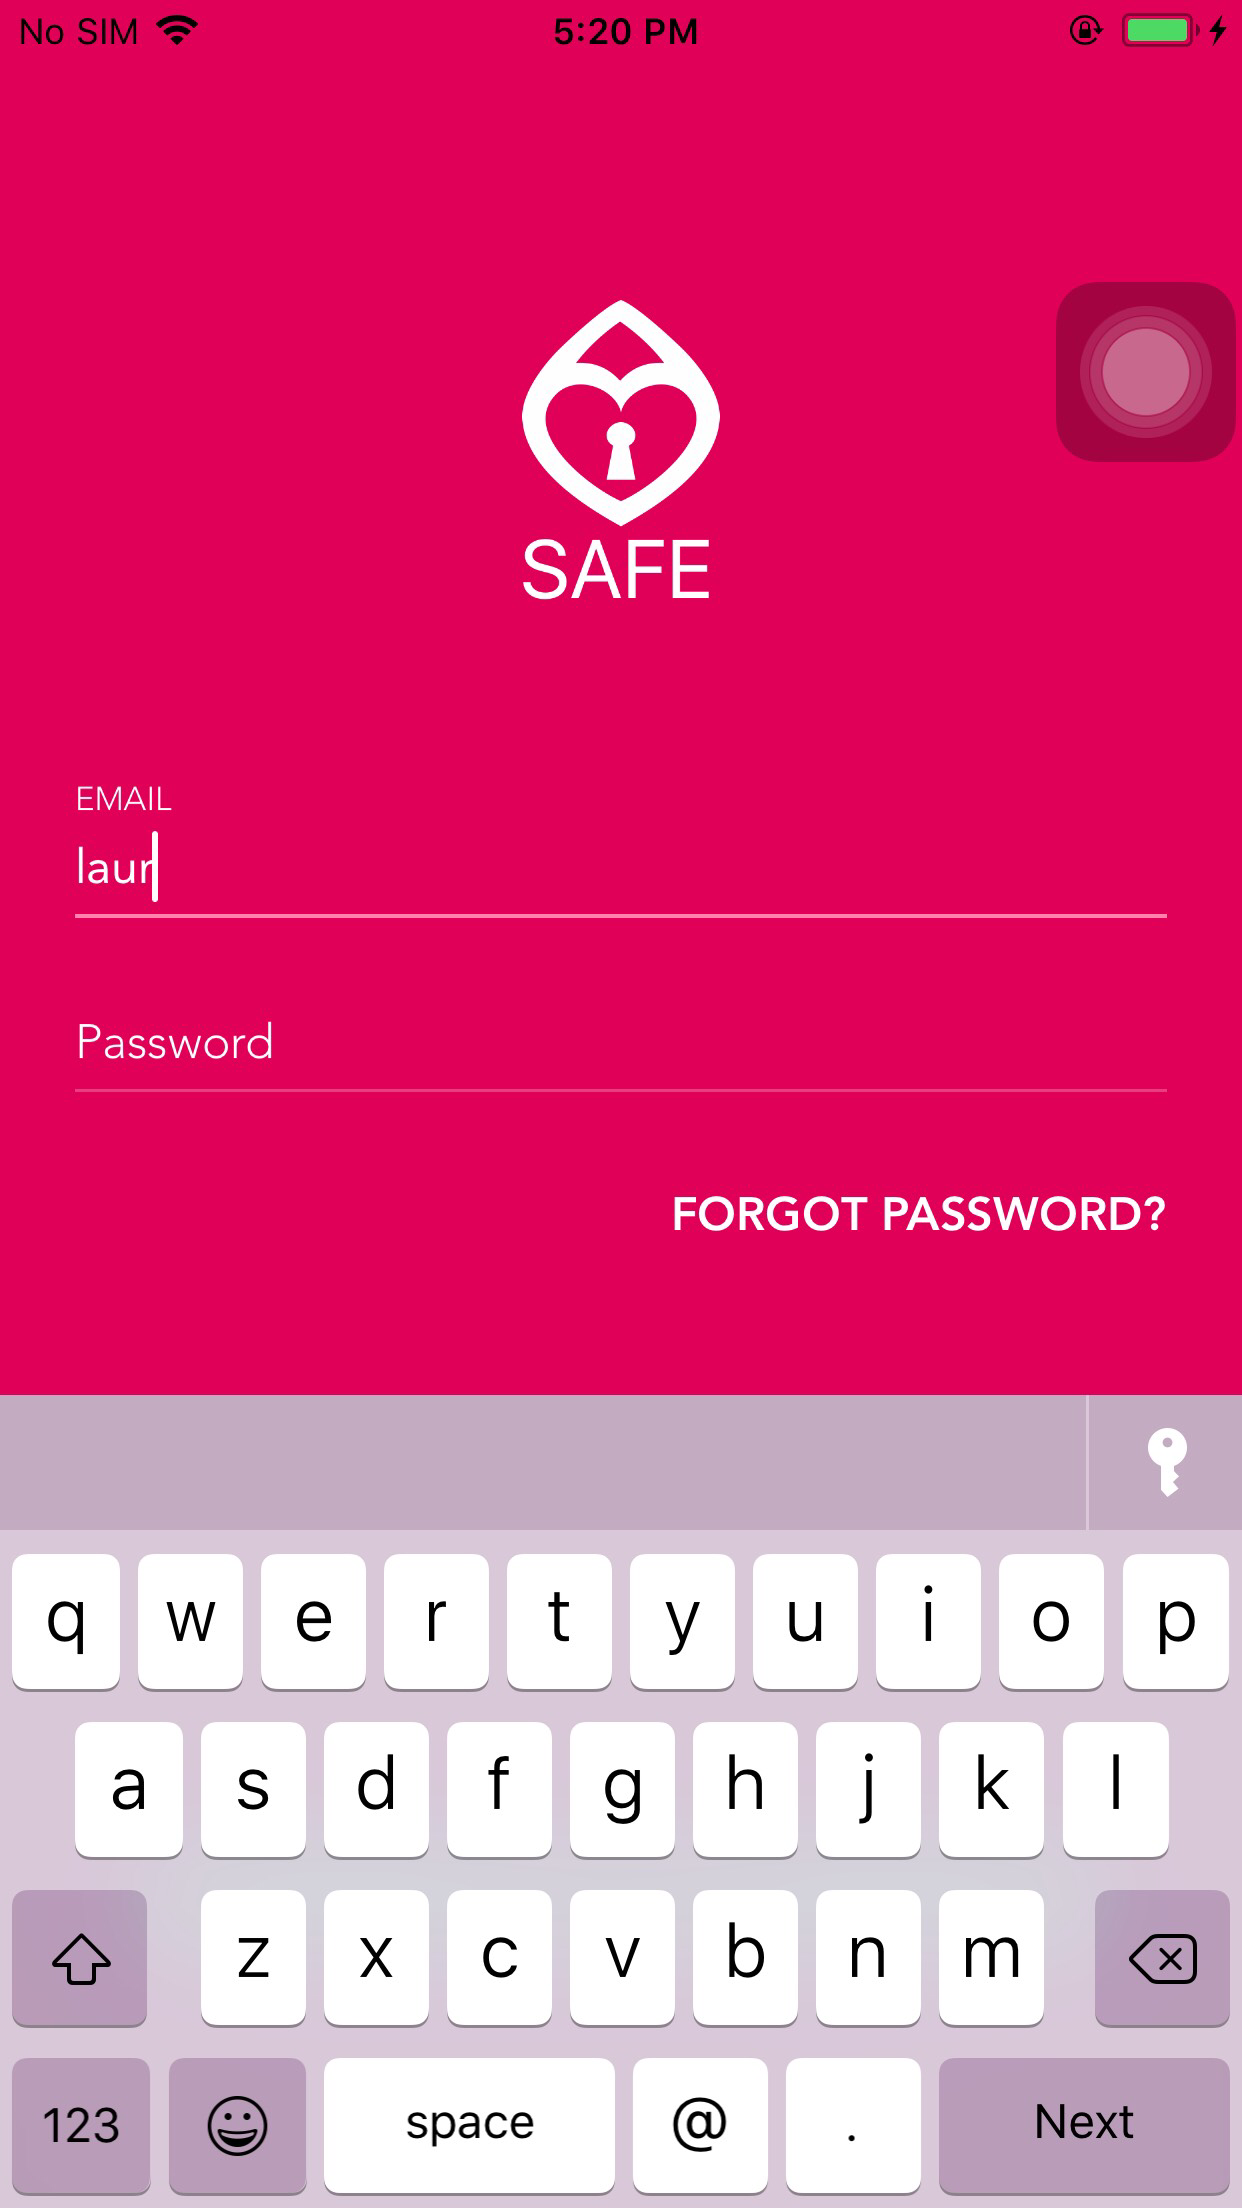 No SIM 5:20 PM
SAFE
EMAIL
laur
Password
FORGOT PASSWORD?
q w e r t y u i o p
a s d f g h j k l
z x c v b n m
123 space @ . Next